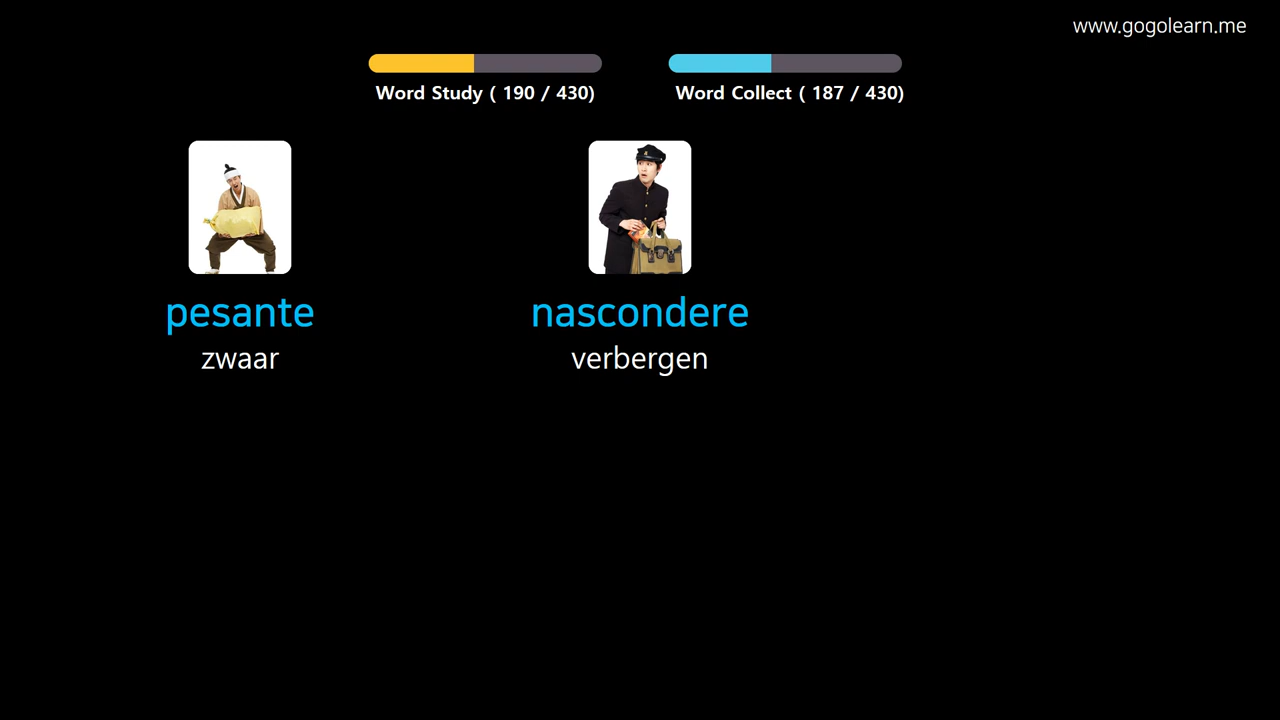 www.gogolearn.me
Word Study ( 190 / 430)
Word Collect ( 187 / 430)
pesante
zwaar
nascondere
verbergen